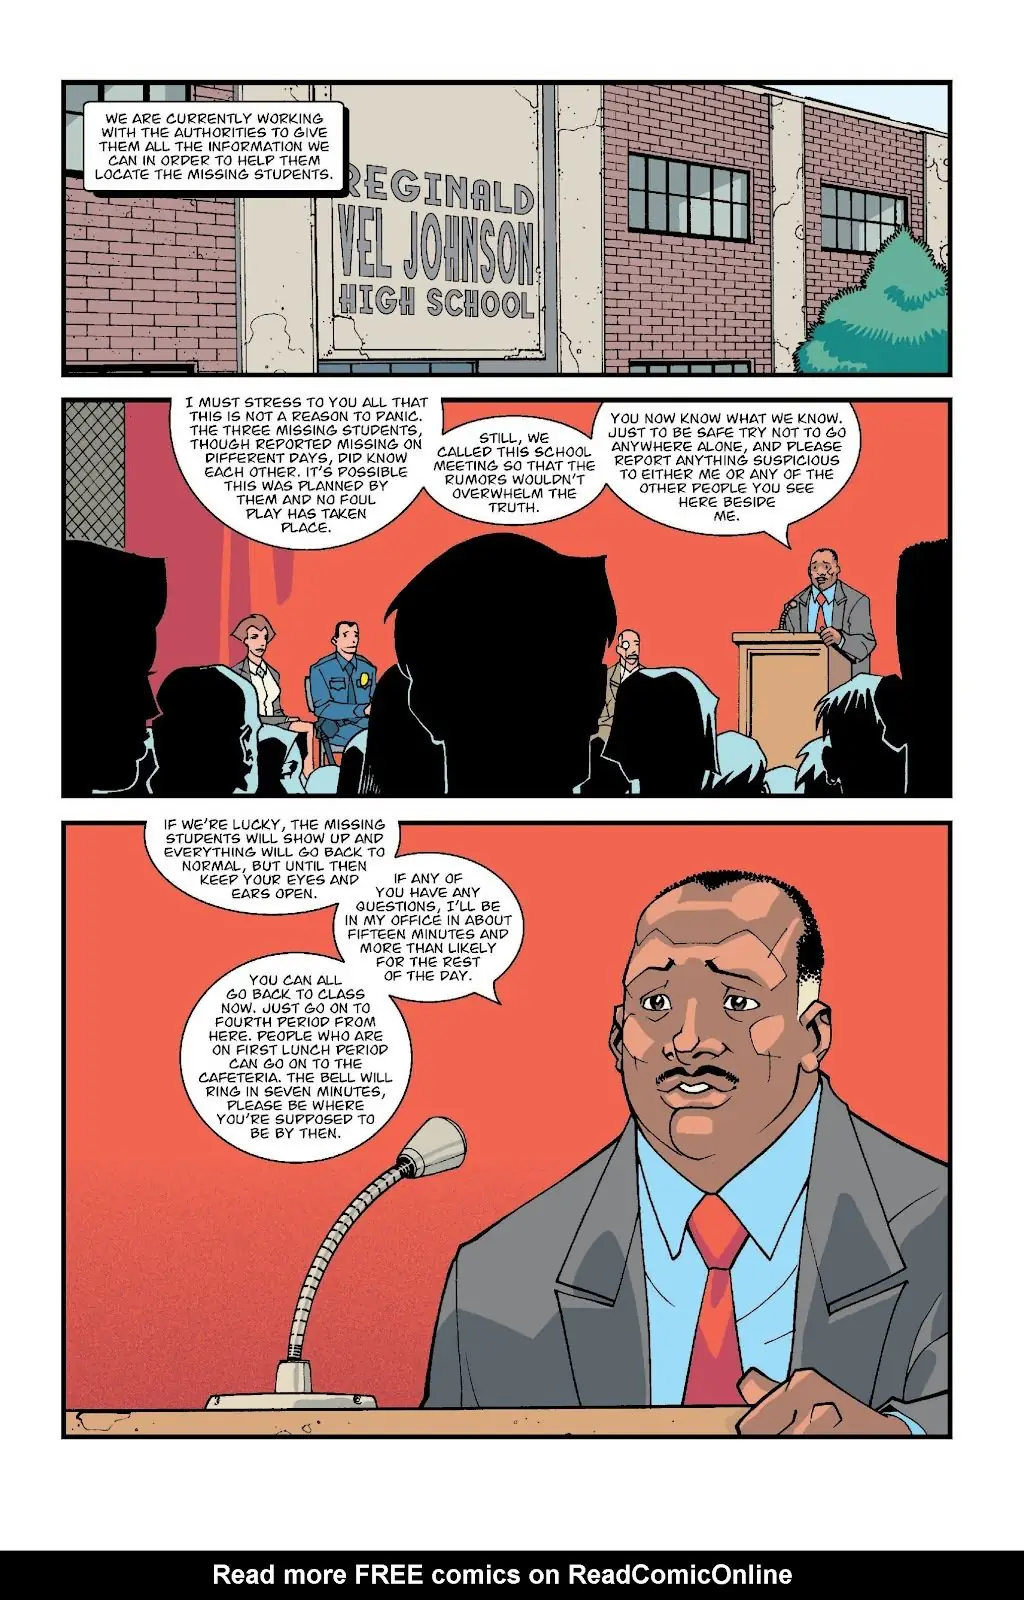 WE ARE CURRENTLY WORKING
WITH THE AUTHORITIES TO GIVE
THEM ALL THE INFORMATION WE
CAN IN ORDER TO HELP THEM
LOCATE THE MISSING STUDENTS.
REGINALD
VEL JOHNSON
HIGH SCHOOL
I MUST STRESS TO YOU ALL THAT
THIS IS NOT A REASON TO PANIC.
THE THREE MISSING STUDENTS,
THOUGH REPORTED MISSING ON
DIFFERENT DAYS, DID KNOW
EACH OTHER. IT'S POSSIBLE
THIS WAS PLANNED BY
THEM AND NO FOUL
PLAY HAS TAKEN
PLACE.
STILL, WE
CALLED THIS SCHOOL
MEETING SO THAT THE
RUMORS WOULDN'T
OVERWHELM THE
TRUTH.
YOU NOW KNOW WHAT WE KNOW.
JUST TO BE SAFE TRY NOT TO GO
ANYWHERE ALONE, AND PLEASE
REPORT ANYTHING SUSPICIOUS
TO EITHER ME OR ANY OF THE
OTHER PEOPLE YOU SEE
HERE BESIDE
ME.
IF WE'RE LUCKY, THE MISSING
STUDENTS WILL SHOW UP AND
EVERYTHING WILL GO BACK TO
NORMAL, BUT UNTIL THEN
KEEP YOUR EYES AND
EARS OPEN.
IF ANY OF
YOU HAVE ANY
QUESTIONS, I'LL BE
IN MY OFFICE IN ABOUT
FIFTEEN MINUTES AND
MORE THAN LIKELY
FOR THE REST
OF THE DAY.
YOU CAN ALL
GO BACK TO CLASS
NOW. JUST GO ON TO
FOURTH PERIOD FROM
HERE. PEOPLE WHO ARE
ON FIRST LUNCH PERIOD
CAN GO ON TO THE
CAFETERIA. THE BELL WILL
RING IN SEVEN MINUTES,
PLEASE BE WHERE
YOU'RE SUPPOSED TO
BE BY THEN.
Read more FREE comics on ReadComicOnline